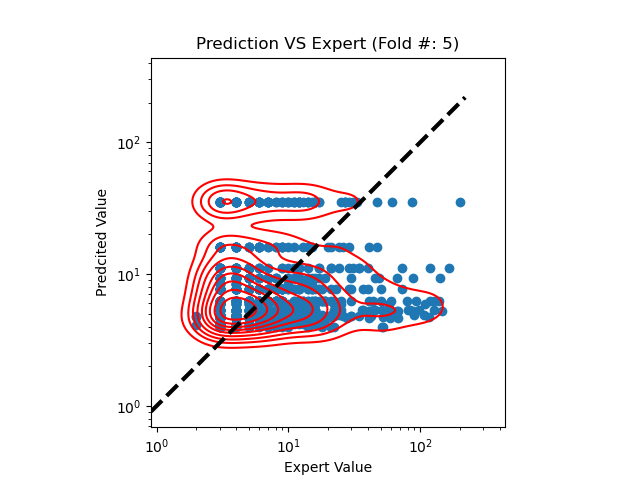 Prediction VS Expert (Fold #: 5)
Predcited Value
10²
10¹
10⁰
10⁰ 10¹ 10²
Expert Value